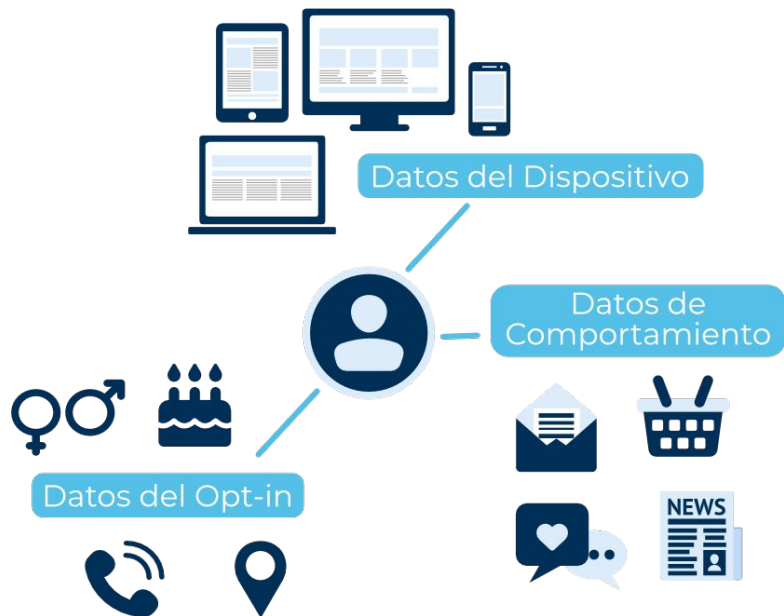 Datos del Dispositivo
Datos de
Comportamiento
Datos del Opt-in
NEWS